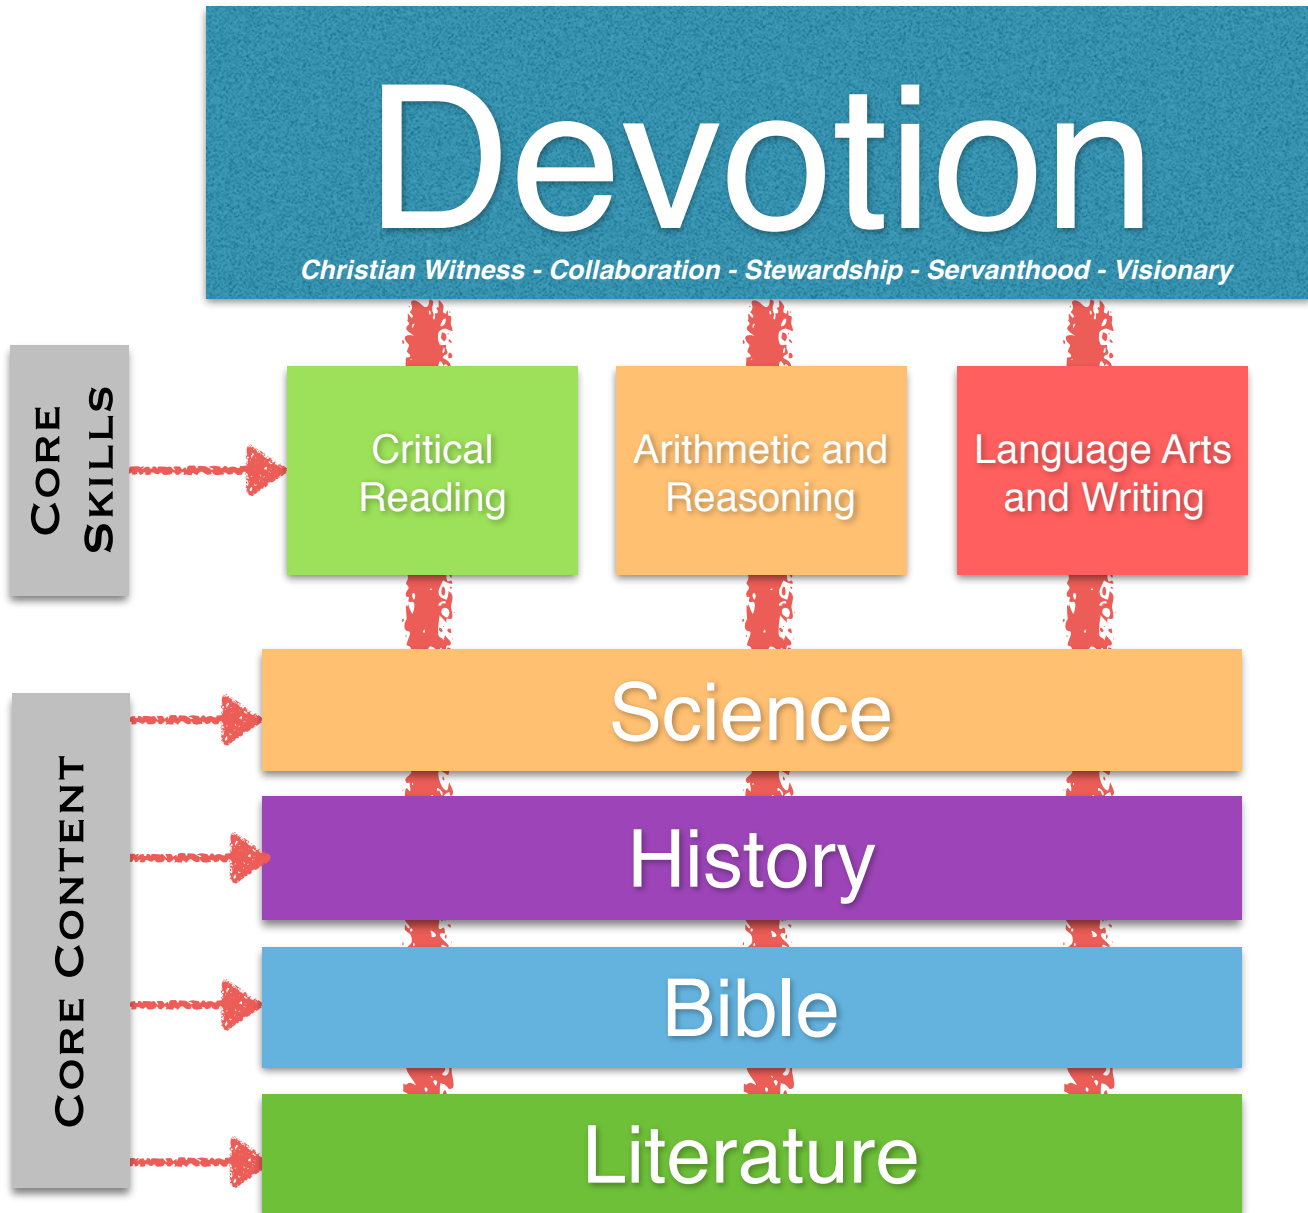 Devotion
Christian Witness - Collaboration - Stewardship - Servanthood - Visionary
Core
Skills
Critical
Reading
Arithmetic and
Reasoning
Language Arts
and Writing
Core Content
Science
History
Bible
Literature